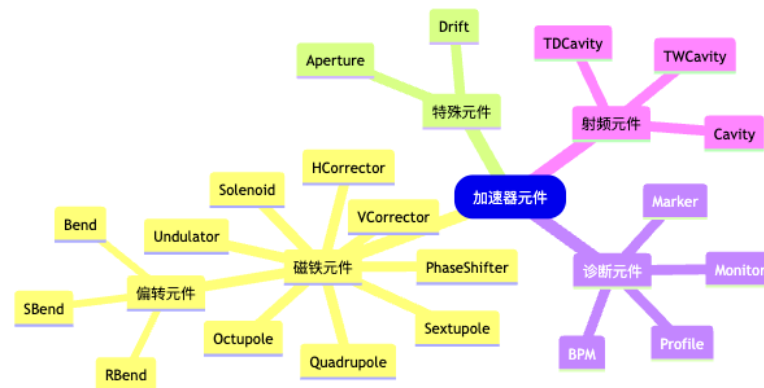 Drift
TDCavity
Aperture
TWCavity
特殊元件
射频元件
Cavity
HCorrector
Solenoid
加速器元件
Marker
Bend
VCorrector
Undulator
磁铁元件
PhaseShifter
诊断元件
Monitor
偏转元件
SBend
Octupole
Sextupole
BPM
Profile
Quadrupole
RBend